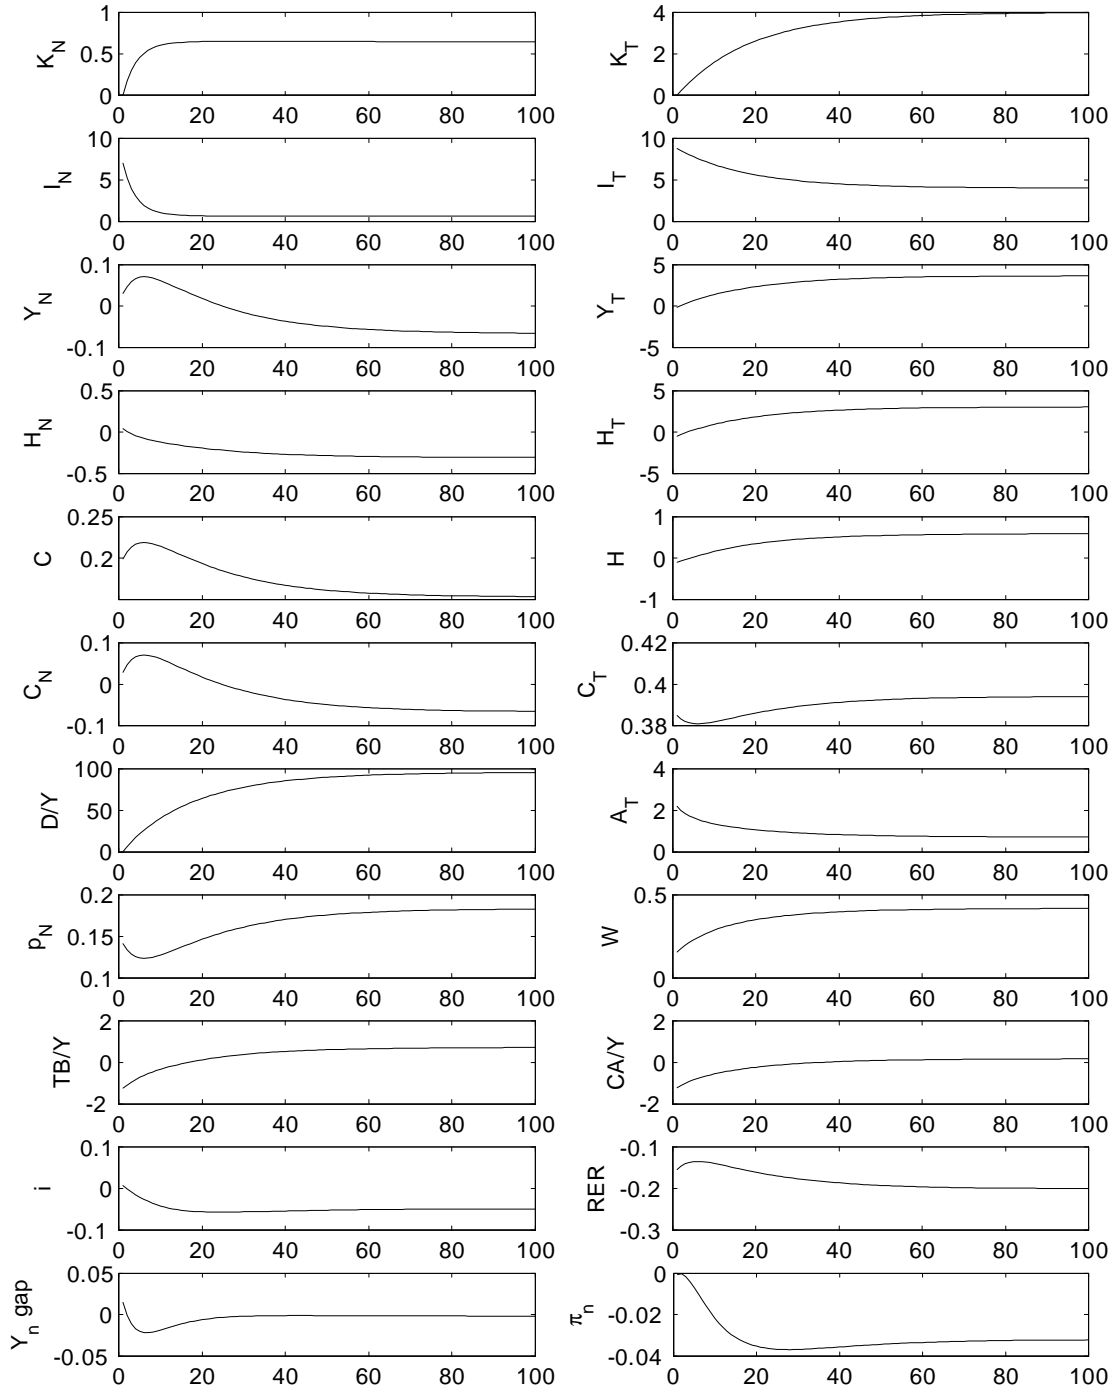 1
0.5
0
K_N
0 20 40 60 80 100
4
2
0
K_T
0 20 40 60 80 100
10
5
0
I_N
0 20 40 60 80 100
10
5
0
I_T
0 20 40 60 80 100
0.1
0
-0.1
Y_N
0 20 40 60 80 100
5
0
-5
Y_T
0 20 40 60 80 100
0.5
0
-0.5
H_N
0 20 40 60 80 100
5
0
-5
H_T
0 20 40 60 80 100
0.25
0.2
C
0 20 40 60 80 100
1
0
-1
H
0 20 40 60 80 100
0.1
0
-0.1
C_N
0 20 40 60 80 100
0.42
0.4
0.38
C_T
0 20 40 60 80 100
100
50
0
D/Y
0 20 40 60 80 100
4
2
0
A_T
0 20 40 60 80 100
0.2
0.15
0.1
p_N
0 20 40 60 80 100
0.5
0
W
0 20 40 60 80 100
2
0
-2
TB/Y
0 20 40 60 80 100
2
0
-2
CA/Y
0 20 40 60 80 100
0.1
0
-0.1
i
0 20 40 60 80 100
-0.1
-0.2
-0.3
RER
0 20 40 60 80 100
0.05
0
-0.05
Y_n gap
0 20 40 60 80 100
0
-0.02
-0.04
π_n
0 20 40 60 80 100